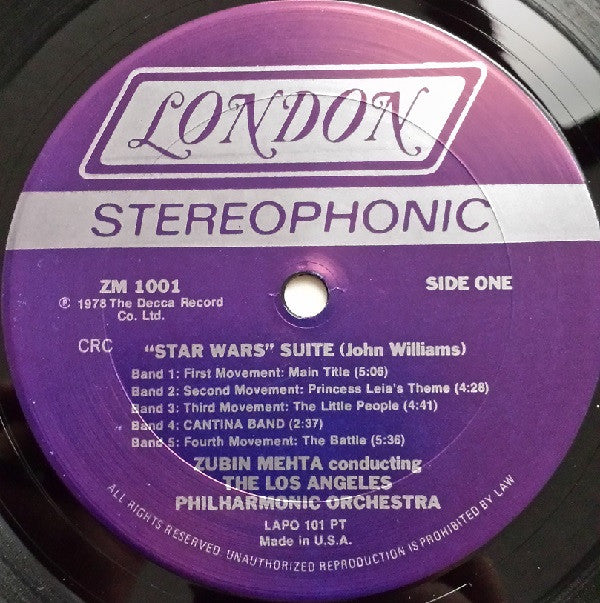 LONDON
STEREOPHONIC
ZM 1001
SIDE ONE
℗ 1978 The Decca Record
Co. Ltd.
CRC
"STAR WARS" SUITE (John Williams)
Band 1: First Movement: Main Title (5:06)
Band 2: Second Movement: Princess Leia's Theme (4:28)
Band 3: Third Movement: The Little People (4:41)
Band 4: CANTINA BAND (2:37)
Band 5: Fourth Movement: The Battle (5:36)
ZUBIN MEHTA conducting
THE LOS ANGELES
PHILHARMONIC ORCHESTRA
LAPO 101 PT
Made in U.S.A.
ALL RIGHTS RESERVED. UNAUTHORIZED REPRODUCTION IS PROHIBITED BY LAW